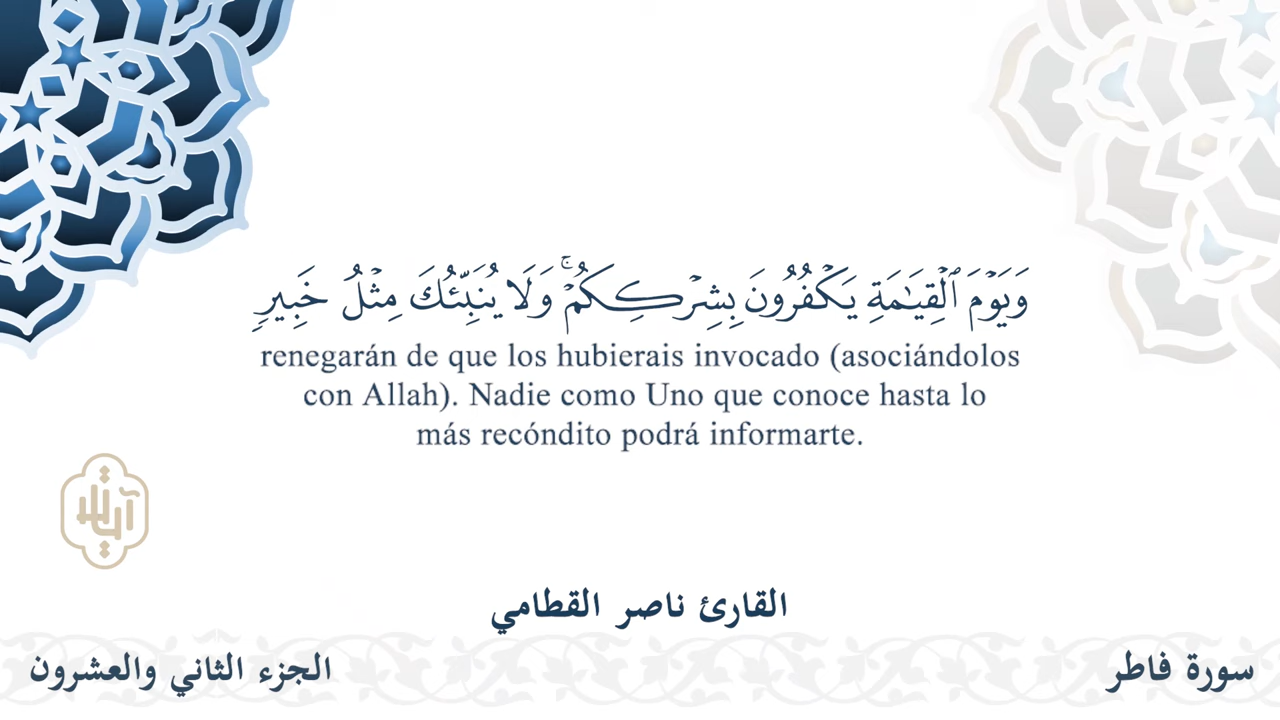 وَيَوْمَ ٱلْقِيَـٰمَةِ يَكْفُرُونَ بِشِرْكِكُمْ ۚ وَلَا يُنَبِّئُكَ مِثْلُ خَبِيرٍ
renegarán de que los hubierais invocado (asociándolos
con Allah). Nadie como Uno que conoce hasta lo
más recóndito podrá informarte.
آيات
القارئ ناصر القطامي
سورة فاطر
الجزء الثاني والعشرون